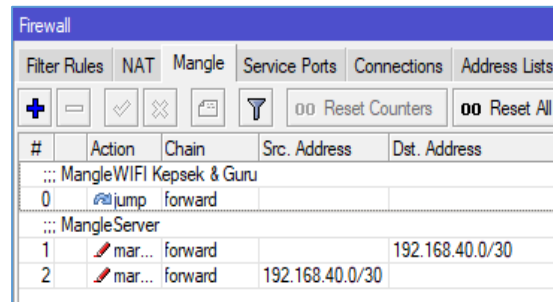 Firewall
Filter Rules NAT Mangle Service Ports Connections Address Lists
00 Reset Counters 00 Reset All
# Action Chain Src. Address Dst. Address
::: MangleWIFI Kepsek & Guru
0 jump forward
::: MangleServer
1 mar... forward 192.168.40.0/30
2 mar... forward 192.168.40.0/30